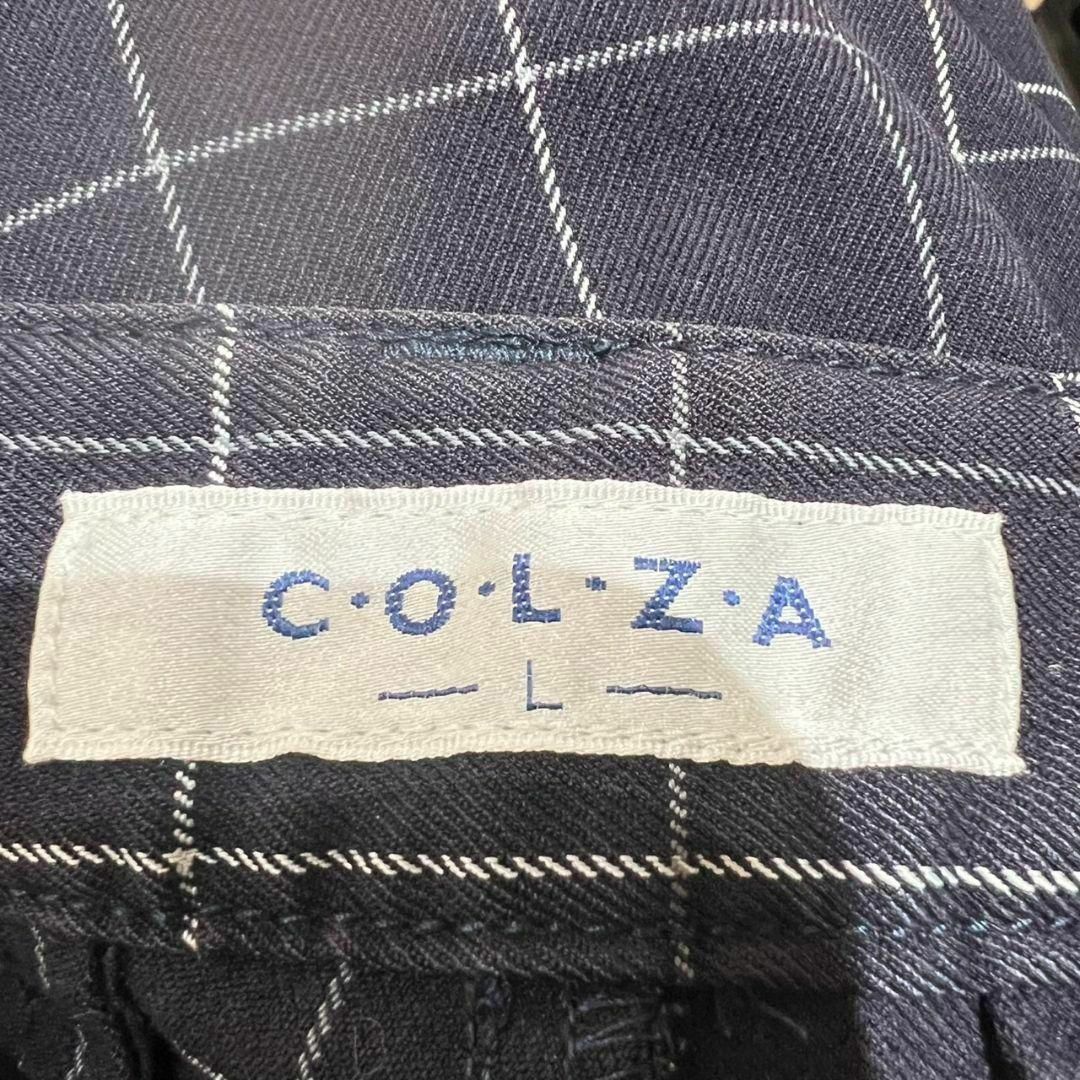 C·O·L·Z·A
— L —